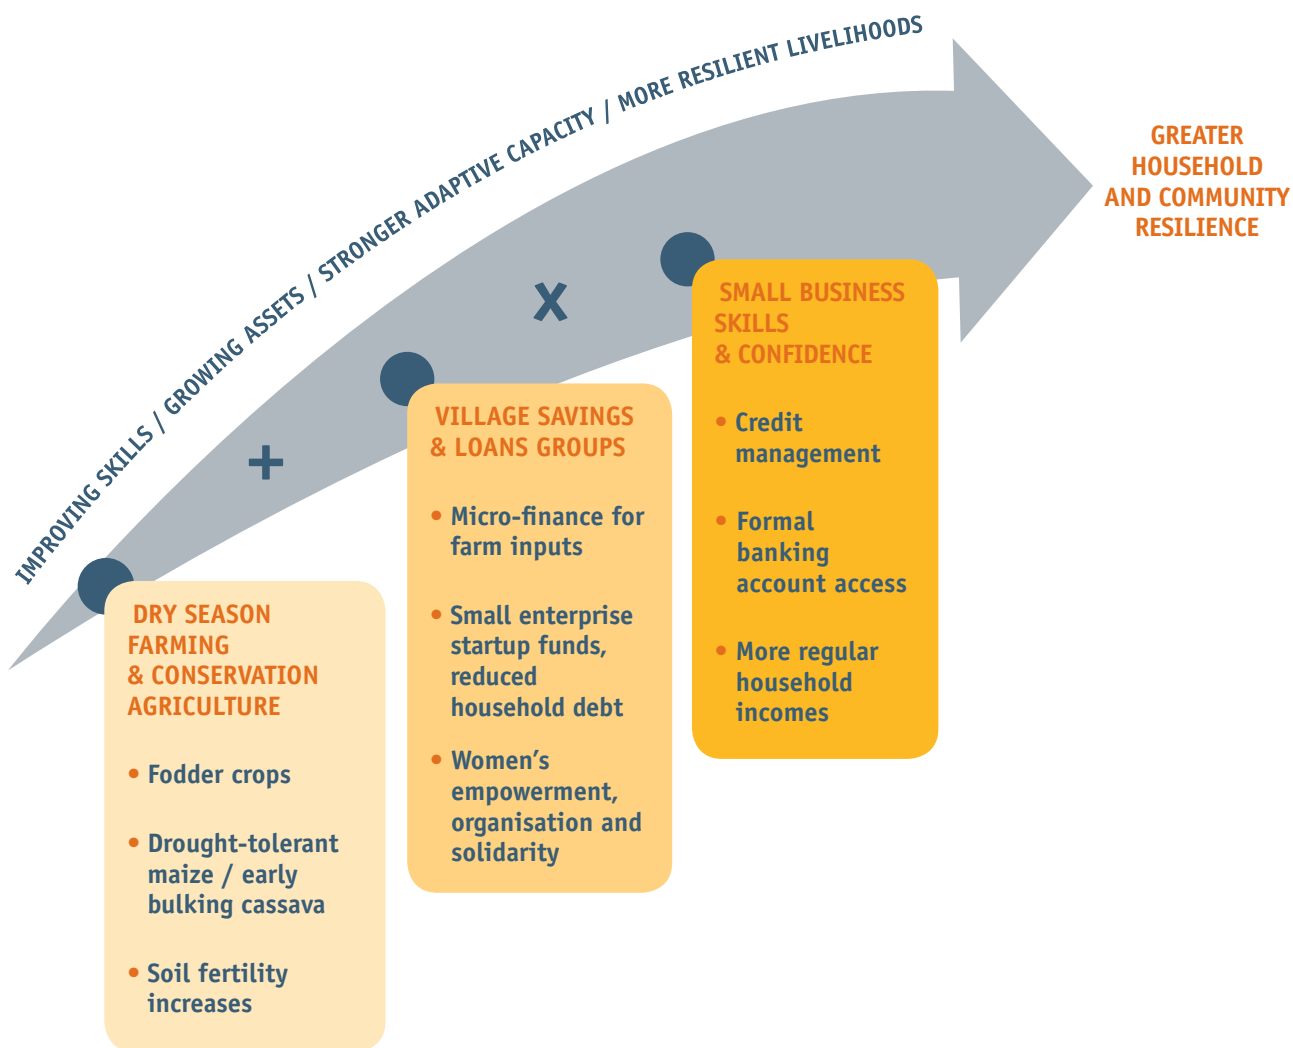 IMPROVING SKILLS / GROWING ASSETS / STRONGER ADAPTIVE CAPACITY / MORE RESILIENT LIVELIHOODS
GREATER
HOUSEHOLD
AND COMMUNITY
RESILIENCE
+
x
DRY SEASON
FARMING
& CONSERVATION
AGRICULTURE
• Fodder crops
• Drought-tolerant
maize / early
bulking cassava
• Soil fertility
increases
VILLAGE SAVINGS
& LOANS GROUPS
• Micro-finance for
farm inputs
• Small enterprise
startup funds,
reduced
household debt
• Women’s
empowerment,
organisation and
solidarity
SMALL BUSINESS
SKILLS
& CONFIDENCE
• Credit
management
• Formal
banking
account access
• More regular
household
incomes